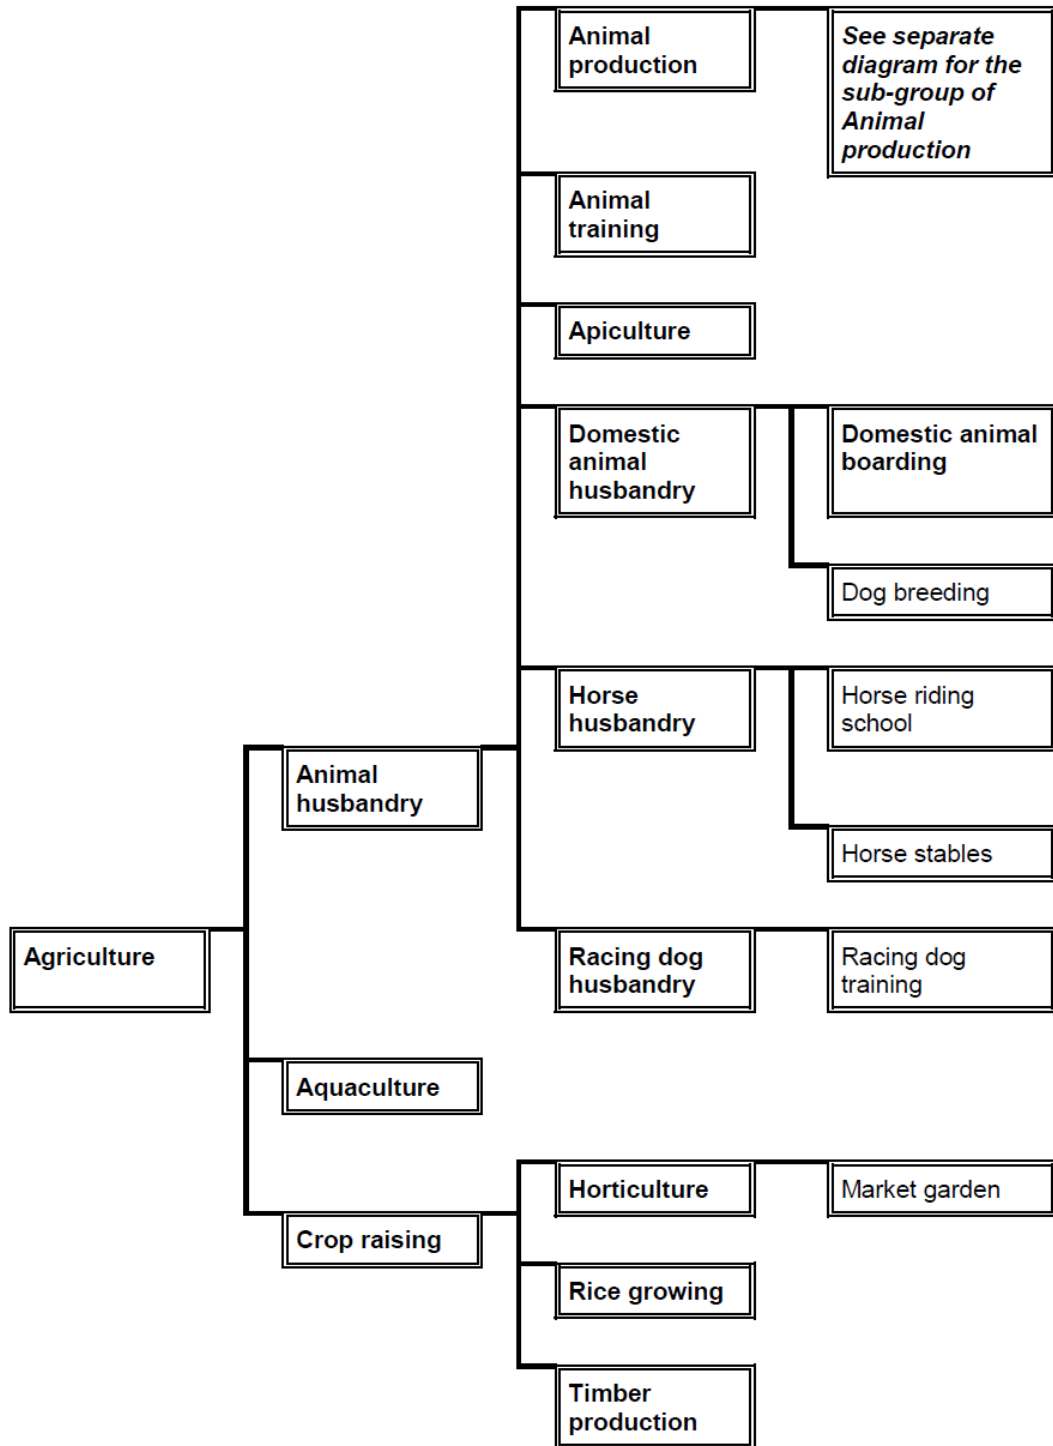 Animal
production
See separate
diagram for the
sub-group of
Animal
production
Animal
training
Apiculture
Domestic
animal
husbandry
Domestic animal
boarding
Dog breeding
Horse
husbandry
Horse riding
school
Animal
husbandry
Horse stables
Agriculture
Racing dog
husbandry
Racing dog
training
Aquaculture
Horticulture
Market garden
Crop raising
Rice growing
Timber
production